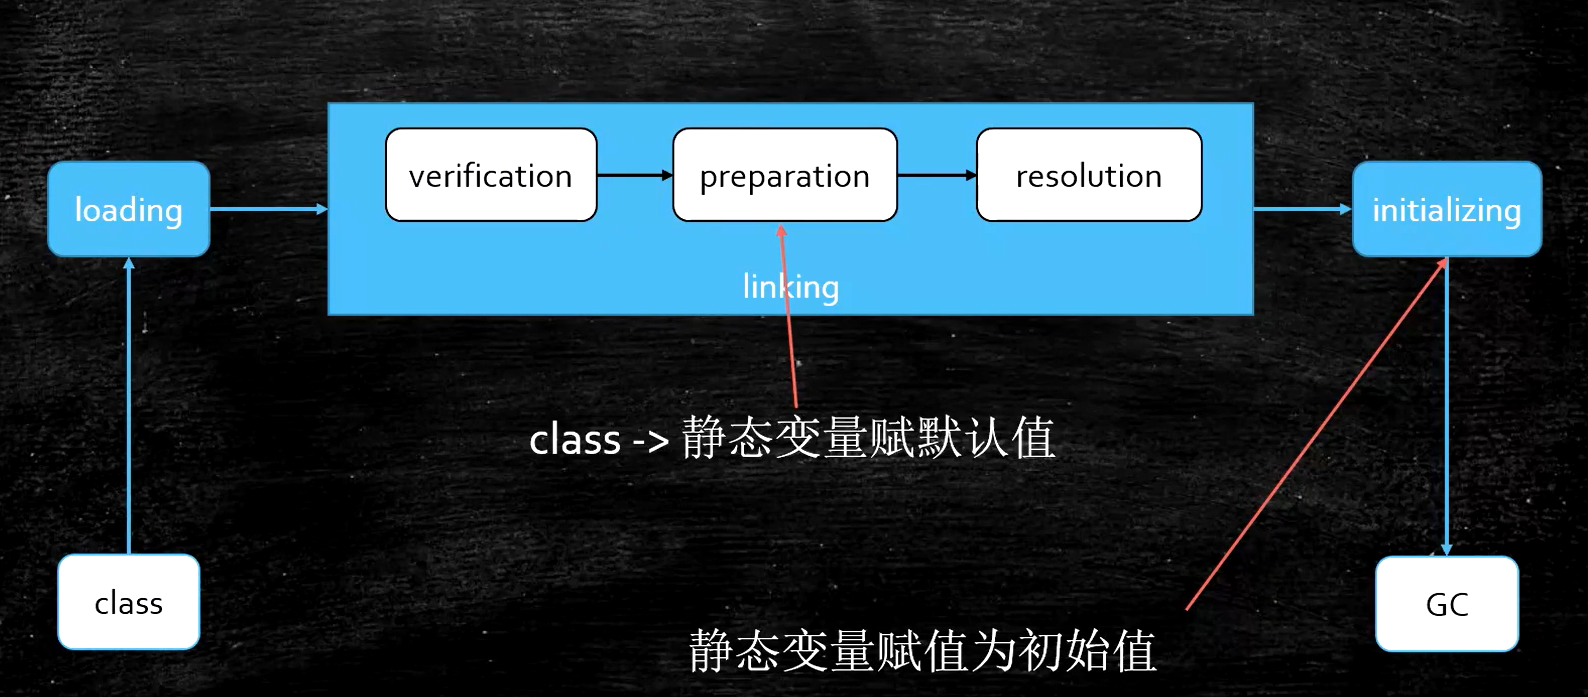 verification
preparation
resolution
loading
initializing
linking
class -> 静态变量赋默认值
class
GC
静态变量赋值为初始值